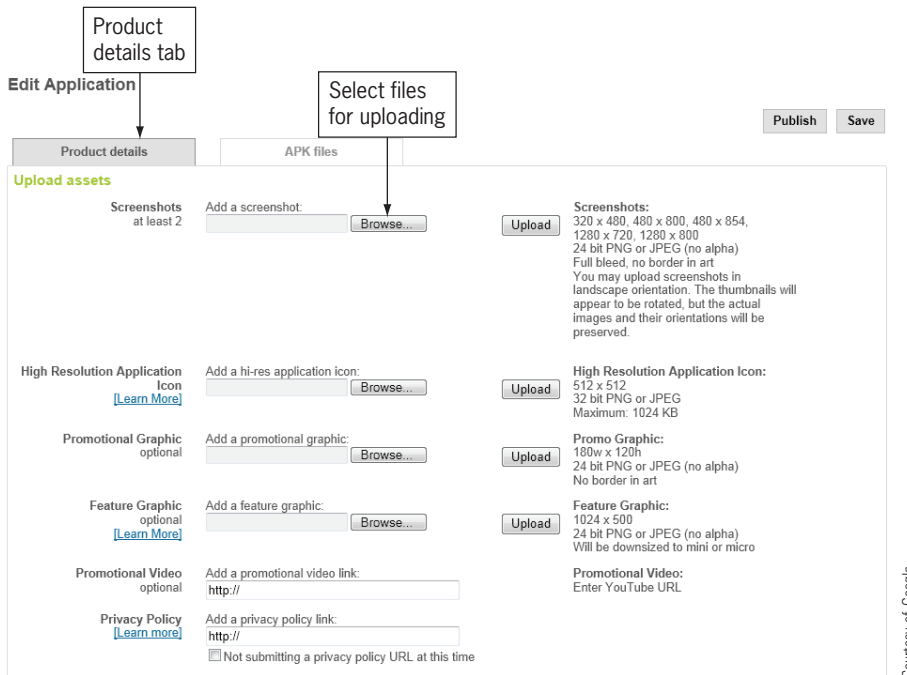 Product
details tab
Edit Application
Select files
for uploading
Publish
Save
Product details
APK files
Upload assets
Screenshots
at least 2
Add a screenshot:
Browse...
Upload
Screenshots:
320 x 480, 480 x 800, 480 x 854,
1280 x 720, 1280 x 800
24 bit PNG or JPEG (no alpha)
Full bleed, no border in art
You may upload screenshots in
landscape orientation. The thumbnails will
appear to be rotated, but the actual
images and their orientations will be
preserved.
High Resolution Application
Icon
[Learn More]
Add a hi-res application icon:
Browse...
Upload
High Resolution Application Icon:
512 x 512
32 bit PNG or JPEG
Maximum: 1024 KB
Promotional Graphic
optional
Add a promotional graphic:
Browse...
Upload
Promo Graphic:
180w x 120h
24 bit PNG or JPEG (no alpha)
No border in art
Feature Graphic
optional
[Learn More]
Add a feature graphic:
Browse...
Upload
Feature Graphic:
1024 x 500
24 bit PNG or JPEG (no alpha)
Will be downsized to mini or micro
Promotional Video
optional
Add a promotional video link:
http://
Promotional Video:
Enter YouTube URL
Privacy Policy
[Learn more]
Add a privacy policy link:
http://
Not submitting a privacy policy URL at this time